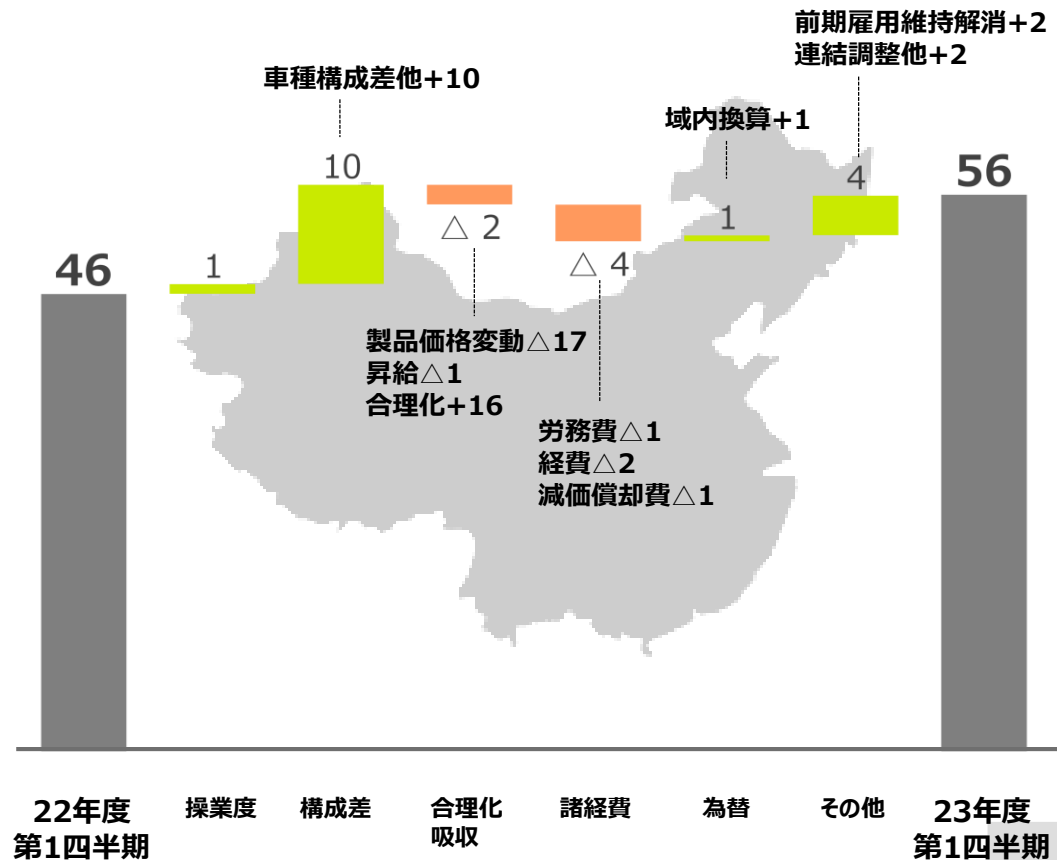 前期雇用維持解消+2
連結調整他+2
車種構成差他+10
域内換算+1
46
1
10
△ 2
△ 4
1
4
56
製品価格変動△17
昇給△1
合理化+16
労務費△1
経費△2
減価償却費△1
22年度
第1四半期
操業度
構成差
合理化
吸収
諸経費
為替
その他
23年度
第1四半期